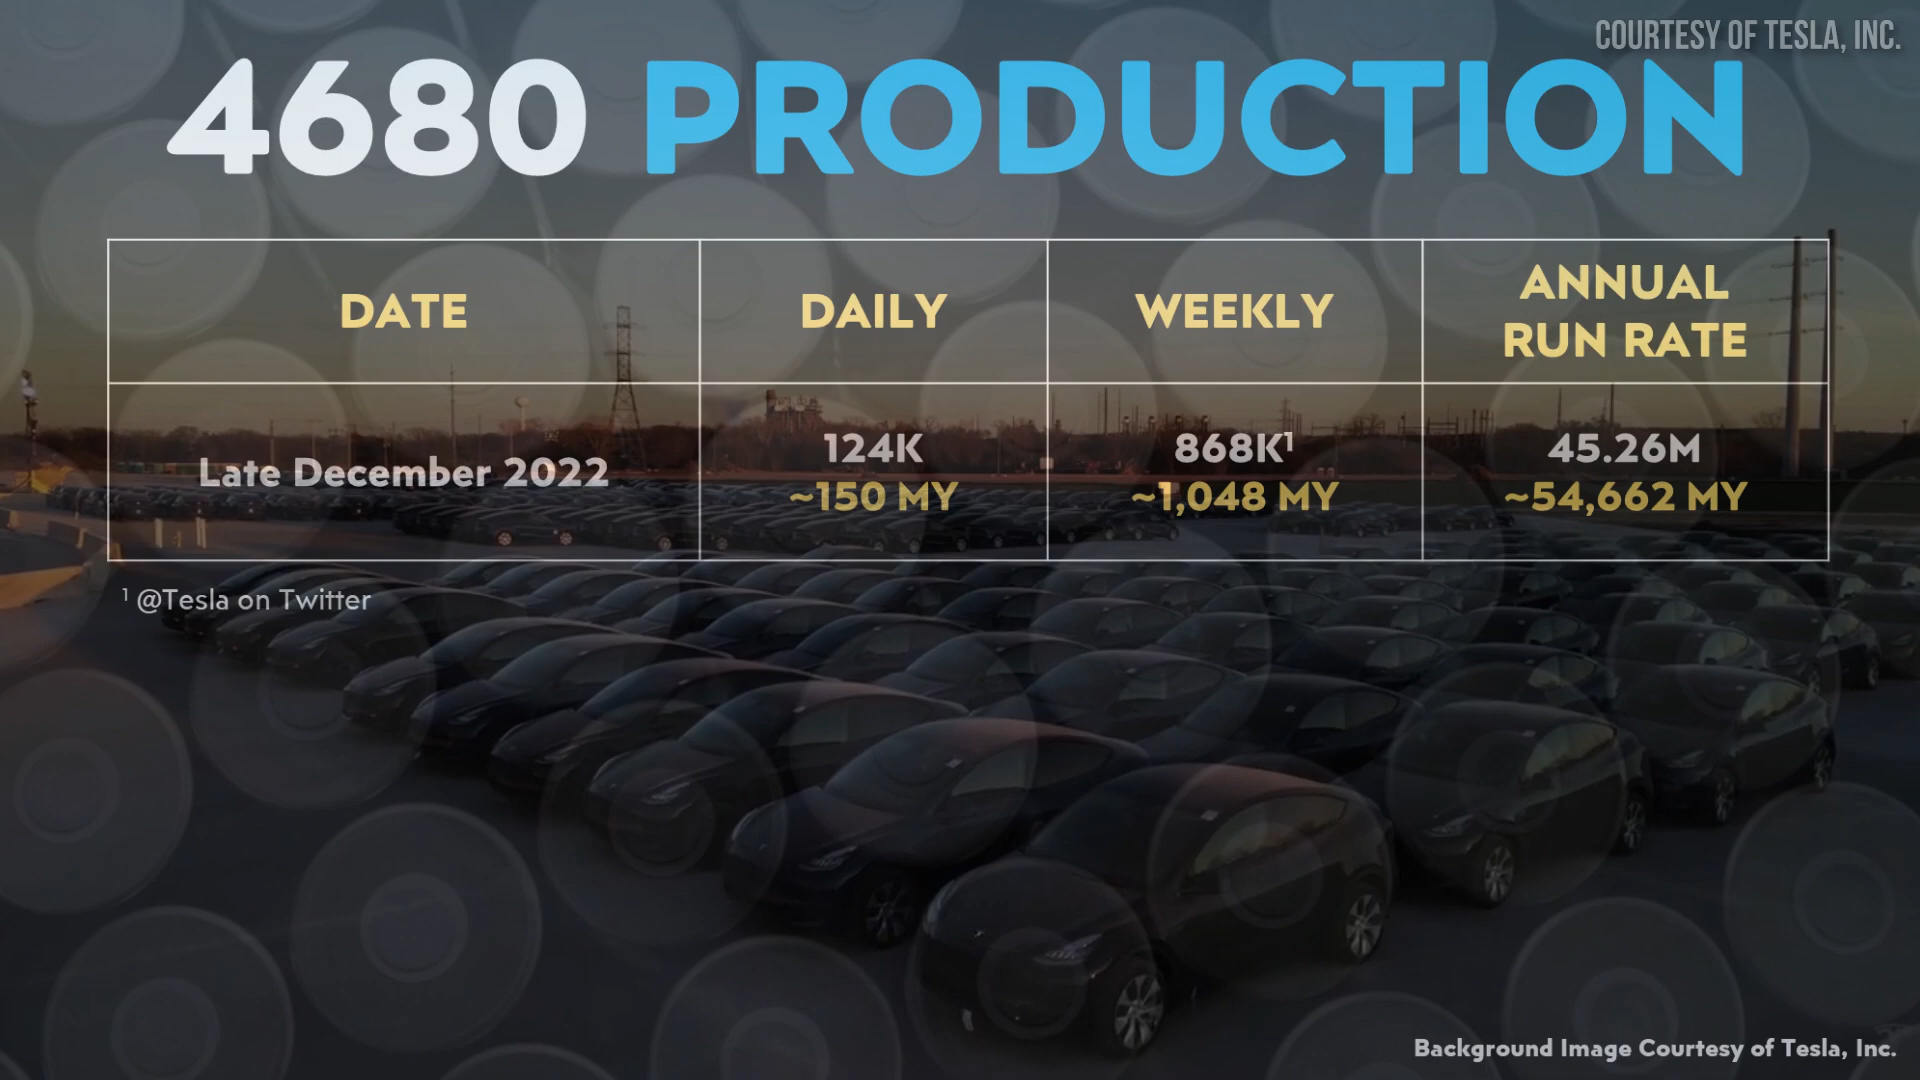 COURTESY OF TESLA, INC.
4680 PRODUCTION
DATE
DAILY
WEEKLY
ANNUAL
RUN RATE
Late December 2022
124K
~150 MY
868K¹
~1,048 MY
45.26M
~54,662 MY
¹ @Tesla on Twitter
Background Image Courtesy of Tesla, Inc.